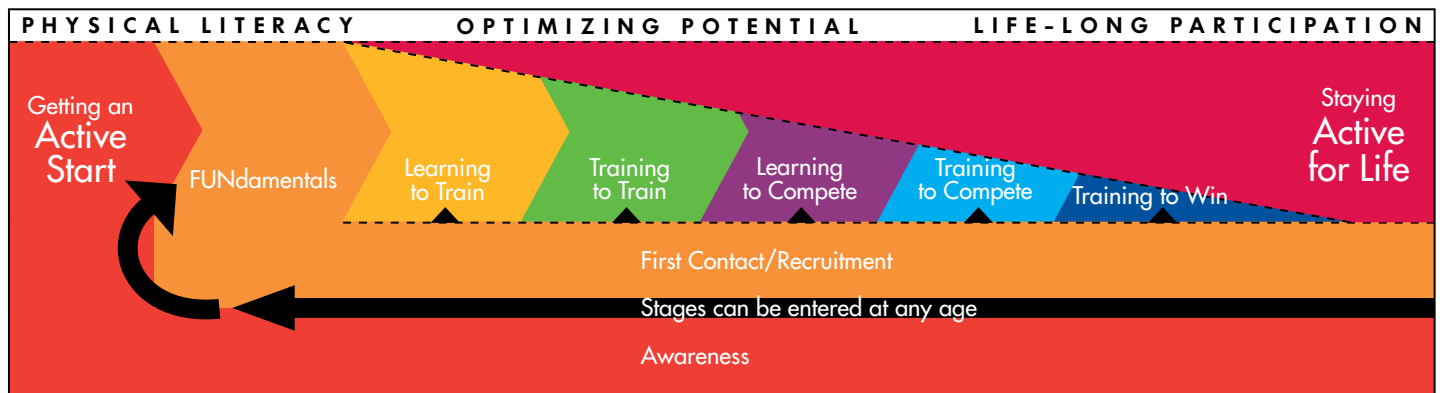 PHYSICAL LITERACY
OPTIMIZING POTENTIAL
LIFE-LONG PARTICIPATION
Getting an
Active
Start
FUNdamentals
Learning
to Train
Training
to Train
Learning
to Compete
Training
to Compete
Training to Win
Staying
Active
for Life
First Contact/Recruitment
Stages can be entered at any age
Awareness